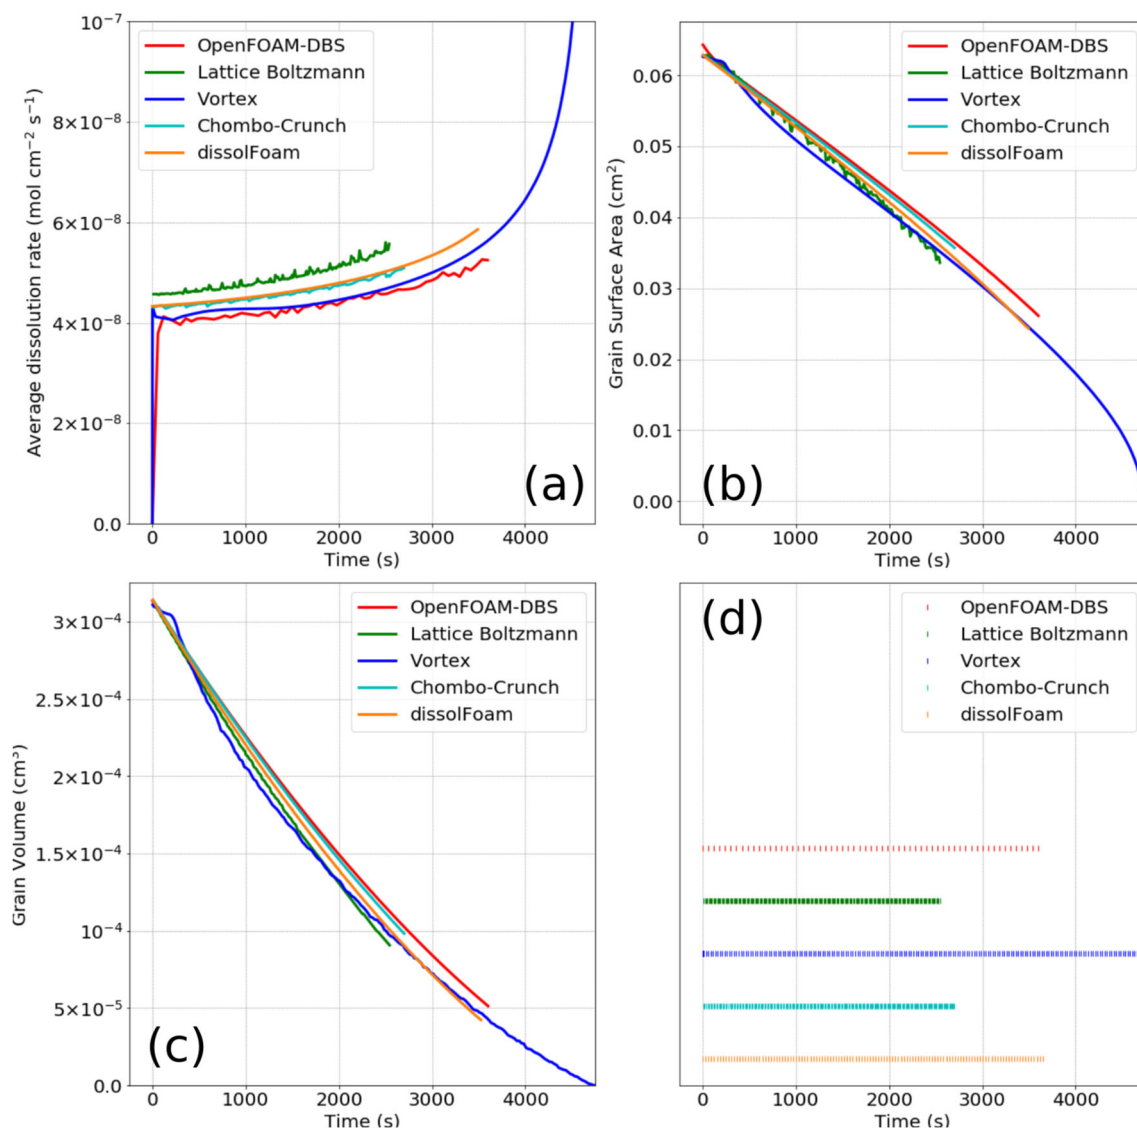 Average dissolution rate (mol cm⁻² s⁻¹)
10⁻⁷
8×10⁻⁸
6×10⁻⁸
4×10⁻⁸
2×10⁻⁸
0.0
OpenFOAM-DBS
Lattice Boltzmann
Vortex
Chombo-Crunch
dissolFoam
(a)
0 1000 2000 3000 4000
Time (s)
Grain Surface Area (cm²)
0.06
0.05
0.04
0.03
0.02
0.01
0.00
OpenFOAM-DBS
Lattice Boltzmann
Vortex
Chombo-Crunch
dissolFoam
(b)
0 1000 2000 3000 4000
Time (s)
Grain Volume (cm³)
3×10⁻⁴
2.5×10⁻⁴
2×10⁻⁴
1.5×10⁻⁴
10⁻⁴
5×10⁻⁵
0.0
OpenFOAM-DBS
Lattice Boltzmann
Vortex
Chombo-Crunch
dissolFoam
(c)
0 1000 2000 3000 4000
Time (s)
(d)
OpenFOAM-DBS
Lattice Boltzmann
Vortex
Chombo-Crunch
dissolFoam
0 1000 2000 3000 4000
Time (s)